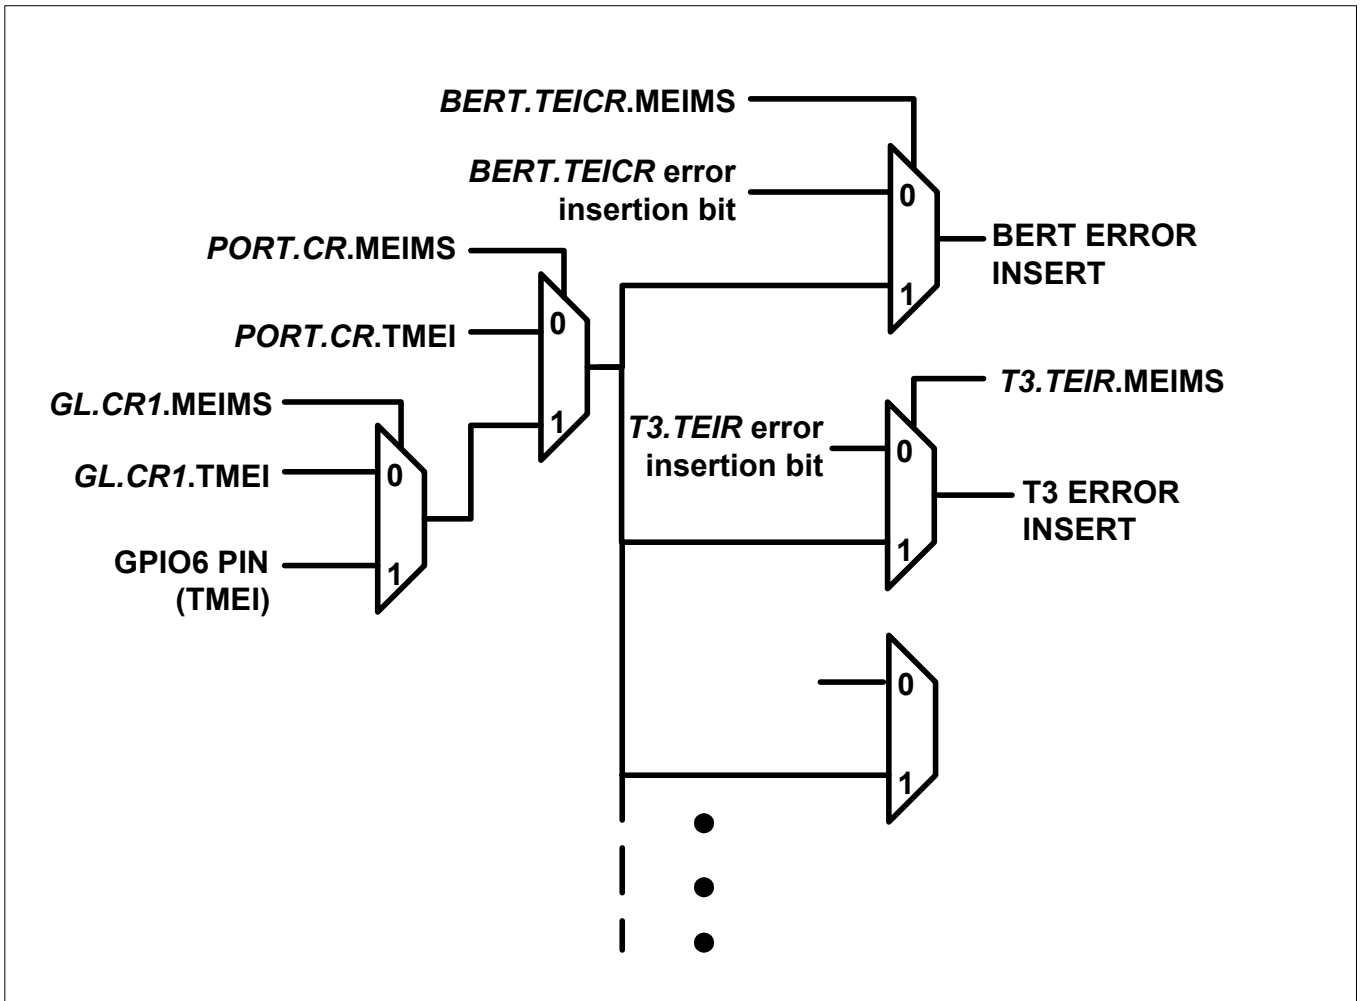 BERT.TEICR.MEIMS
BERT.TEICR error
insertion bit
0
1
BERT ERROR
INSERT
PORT.CR.MEIMS
PORT.CR.TMEI
0
1
GL.CR1.MEIMS
GL.CR1.TMEI
0
GPIO6 PIN
(TMEI)
1
T3.TEIR.MEIMS
T3.TEIR error
insertion bit
0
1
T3 ERROR
INSERT
0
1